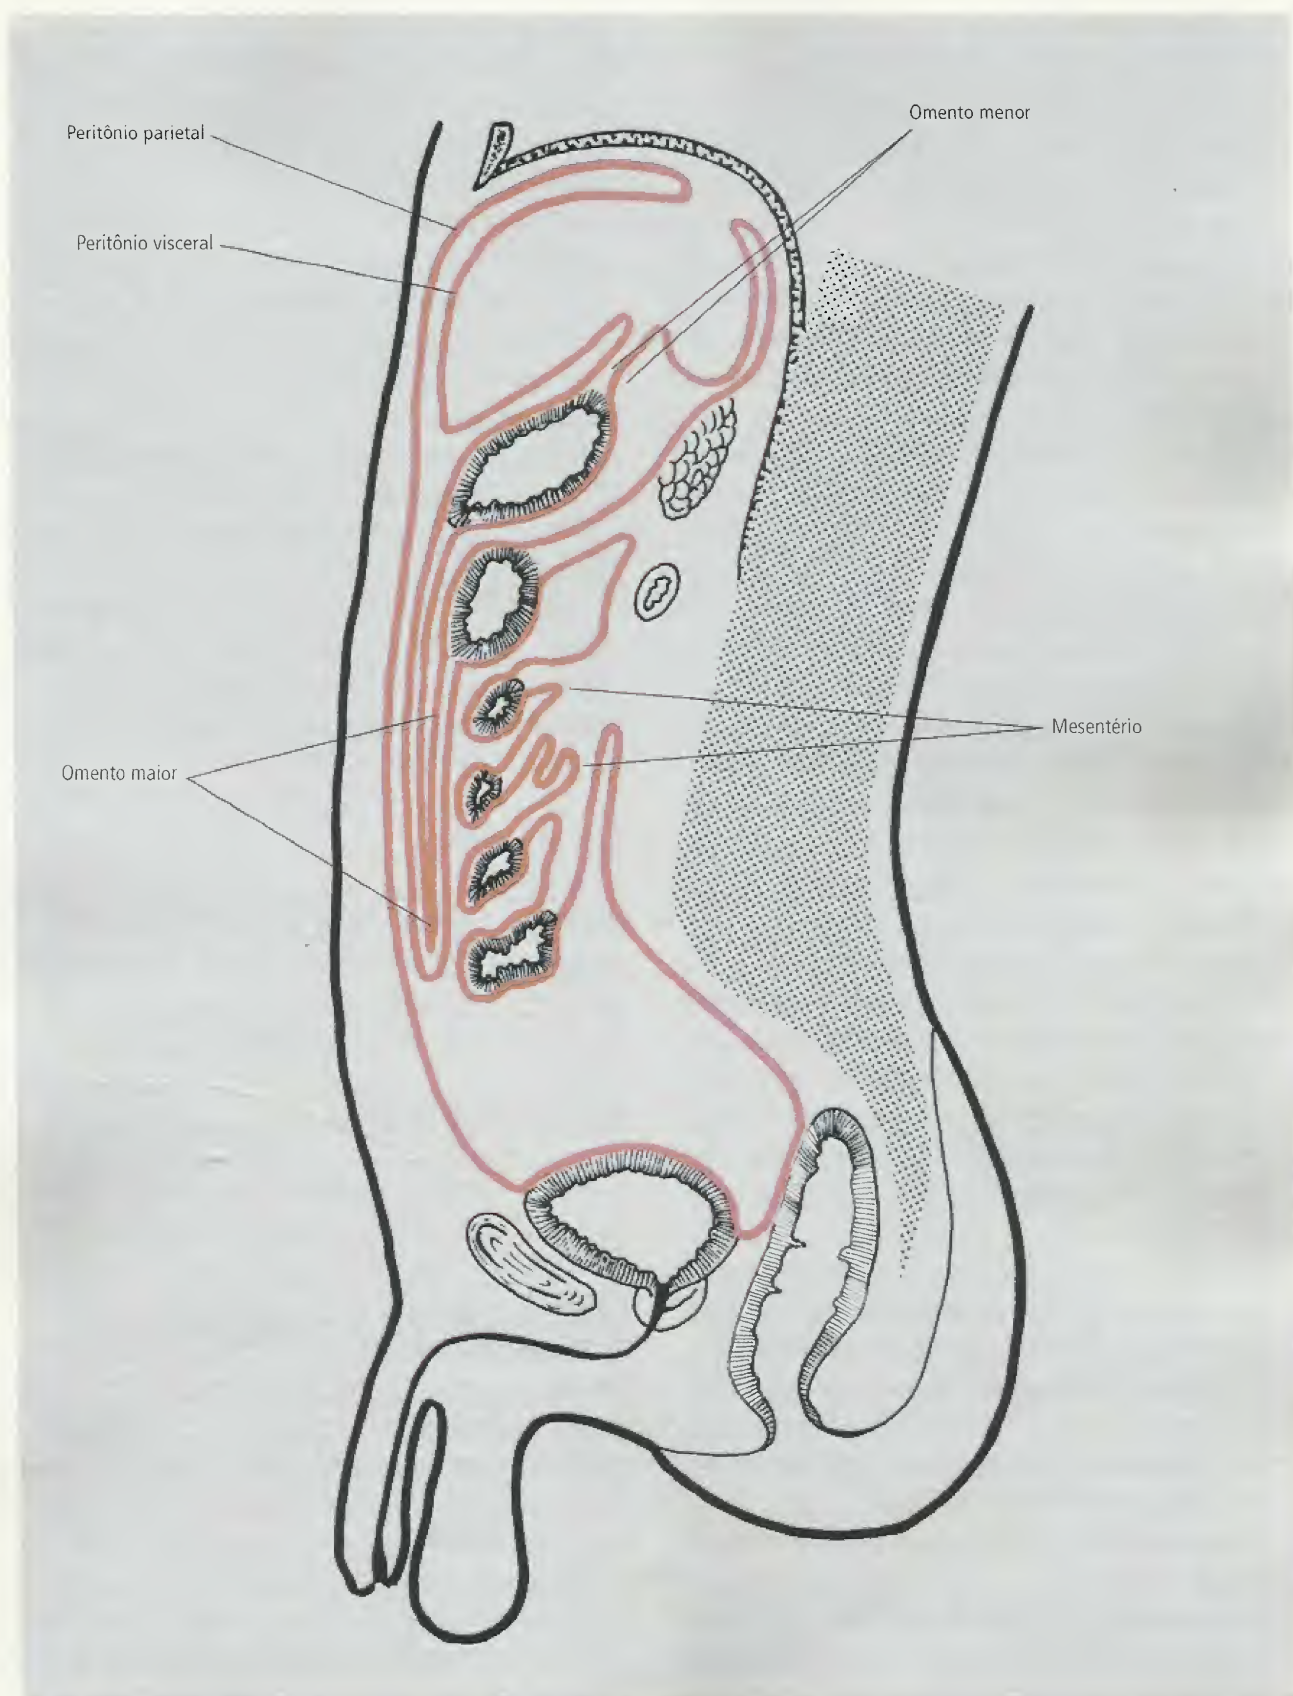 Omento menor
Peritônio parietal
Peritônio visceral
Mesentério
Omento maior